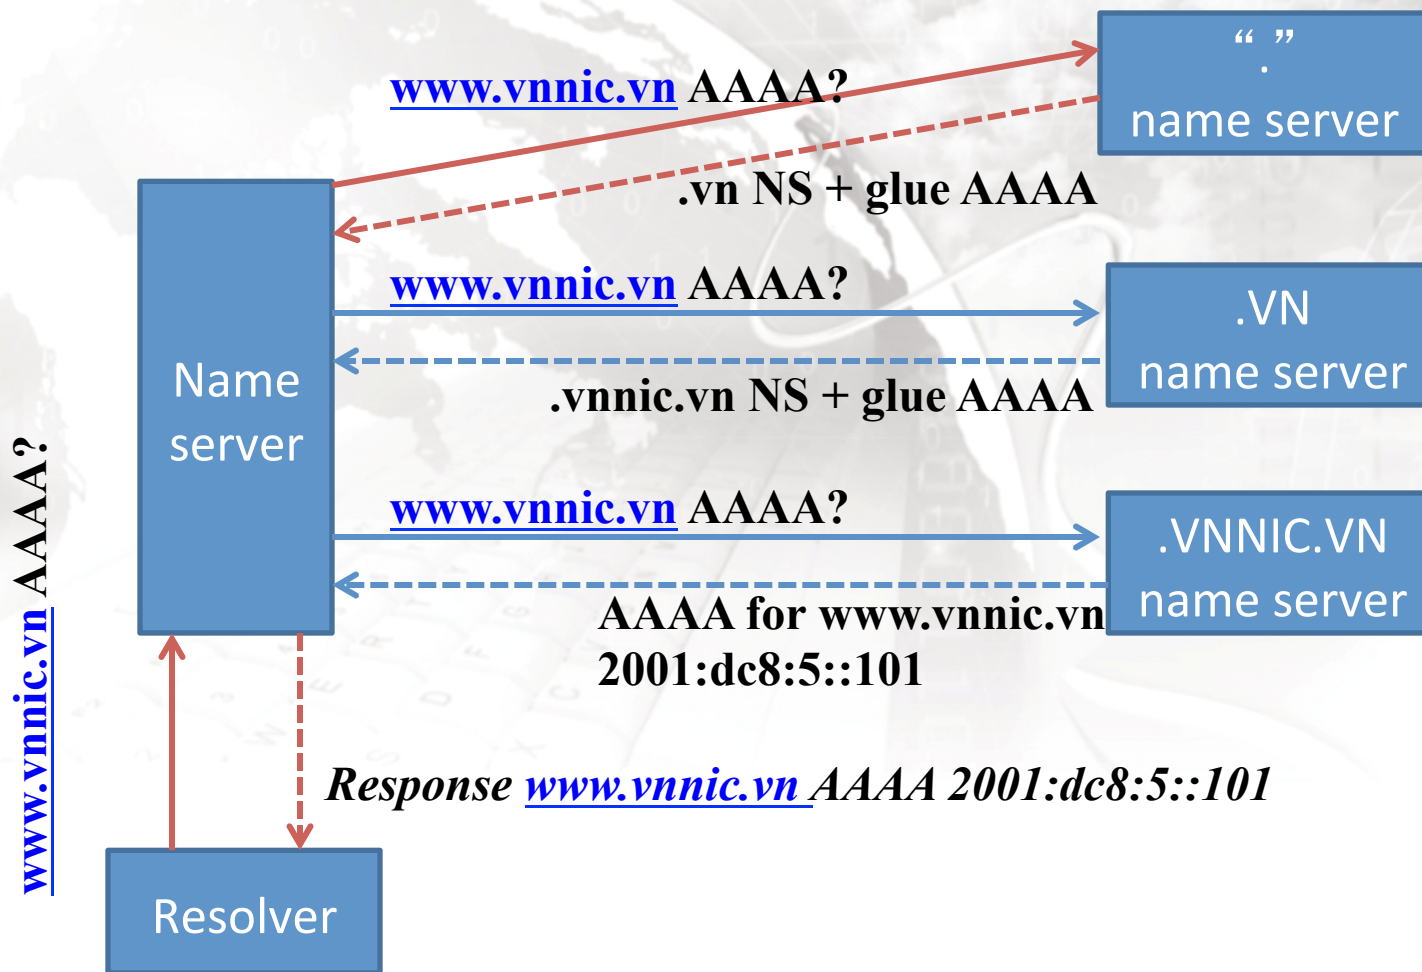 “.”
name server
www.vnnic.vn AAAA?
.vn NS + glue AAAA
www.vnnic.vn AAAA?
.VN
name server
.vnnic.vn NS + glue AAAA
Name
server
www.vnnic.vn AAAA?
www.vnnic.vn AAAA?
.VNNIC.VN
name server
AAAA for www.vnnic.vn
2001:dc8:5::101
Response www.vnnic.vn AAAA 2001:dc8:5::101
Resolver